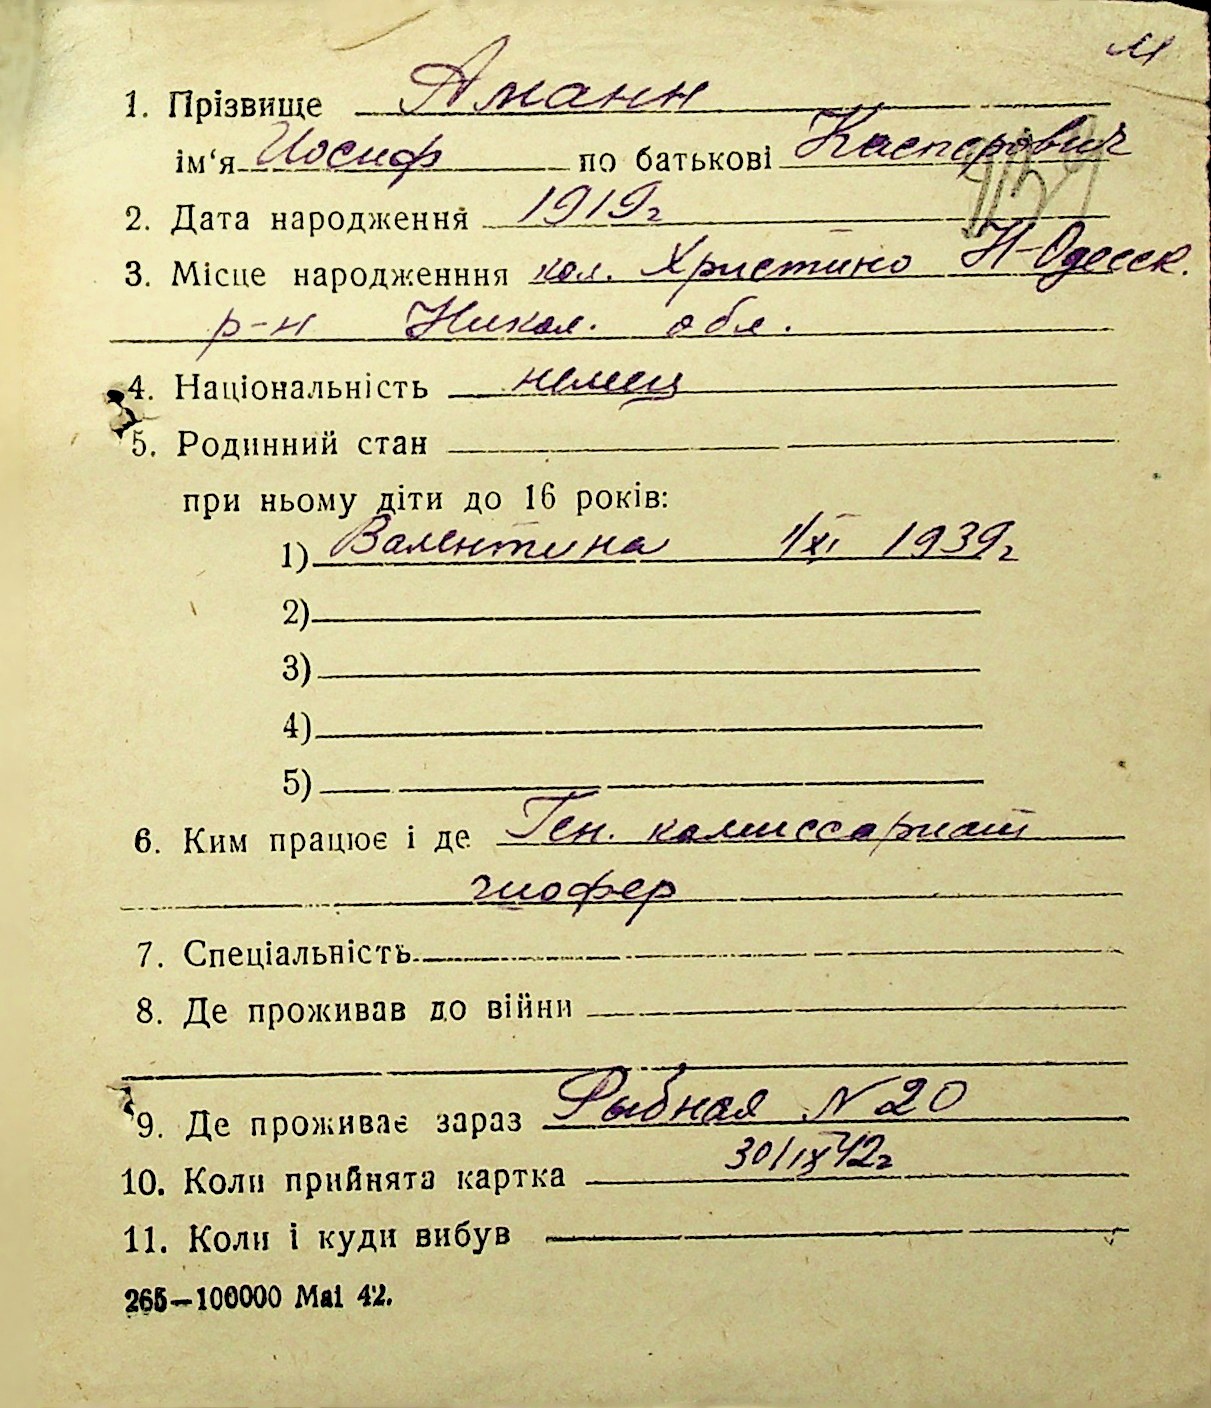 м
1. Прізвище Аманн
ім‘я Иосиф по батькові Касперович
2. Дата народження 1919г
3. Місце народженння кол. Христино Н-Одесск.
р-н Никол. обл.
4. Національність немец
5. Родинний стан
при ньому діти до 16 років:
1) Валентина 1/XI 1939г
2)
3)
4)
5)
6. Ким працює і де Ген. комиссариат
шофер
7. Спеціальність
8. Де проживав до війни
9. Де проживає зараз Рыбная N 20
10. Коли прийнята картка 30/IX 42г
11. Коли і куди вибув
265—100000 Mai 42.